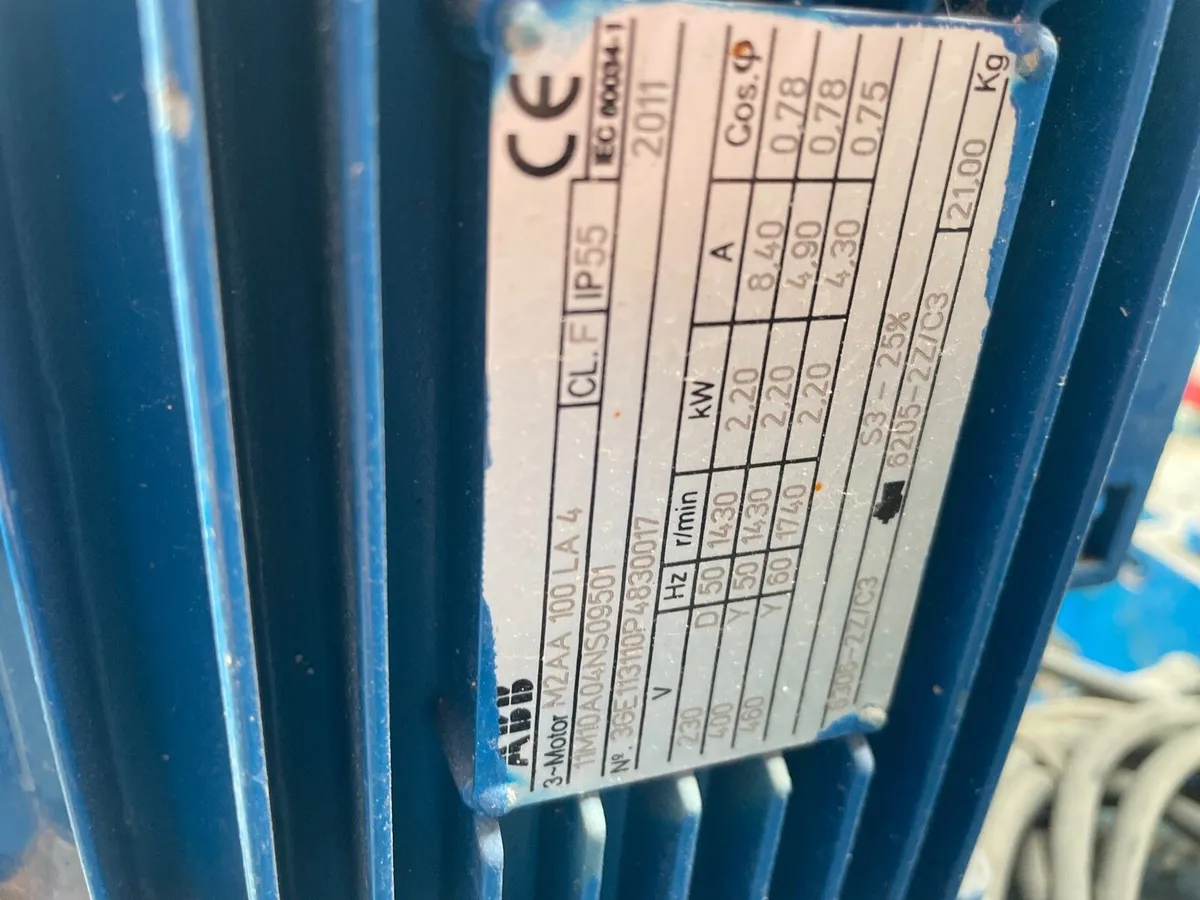 ABB CE
3~Motor M2AA 100 LA 4 CL. F IP55 IEC 60034-1
11M10A04NS09501
Nº. 3GE113110P4830017 2011
V Hz r/min kW A Cos.φ
230 D 50 1430 2,20 8,40 0,78
400 Y 50 1430 2,20 4,90 0,78
460 Y 60 1740 2,20 4,30 0,75
S3 - 25%
6306-2Z/C3 6205-2Z/C3 21,00 Kg